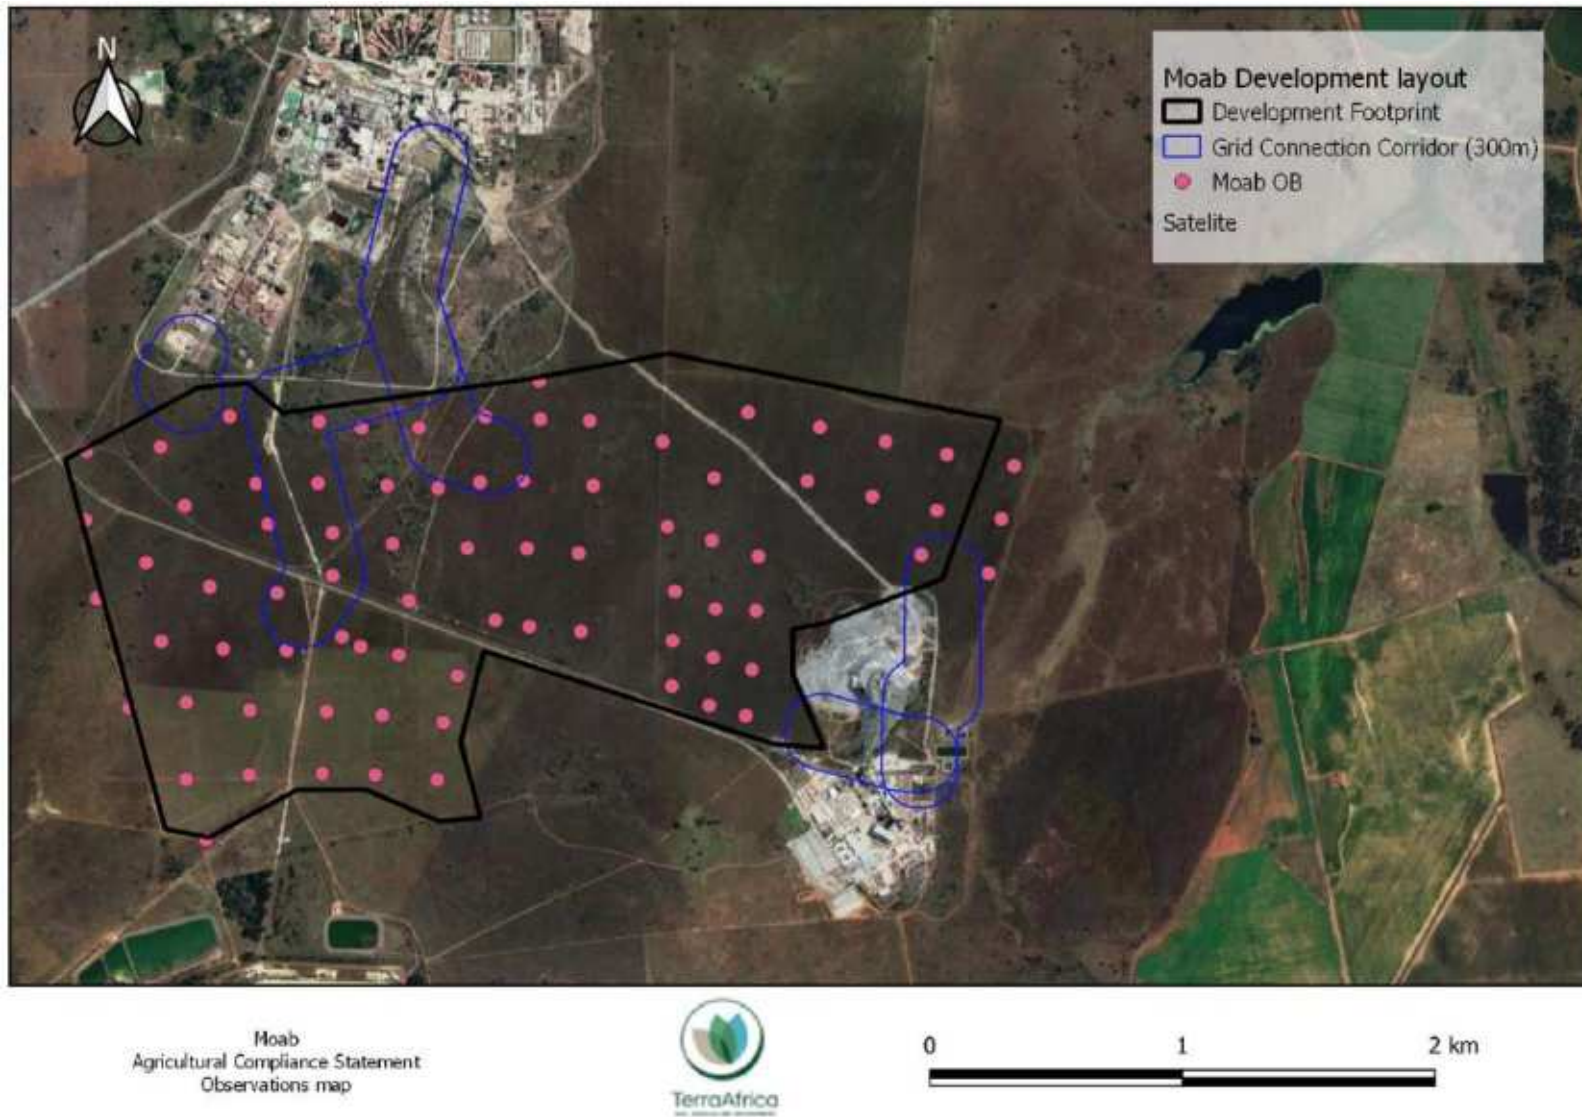 N
Moab Development layout
Development Footprint
Grid Connection Corridor (300m)
Moab OB
Satelite
Moab
Agricultural Compliance Statement
Observations map
TerraAfrica
0 1 2 km